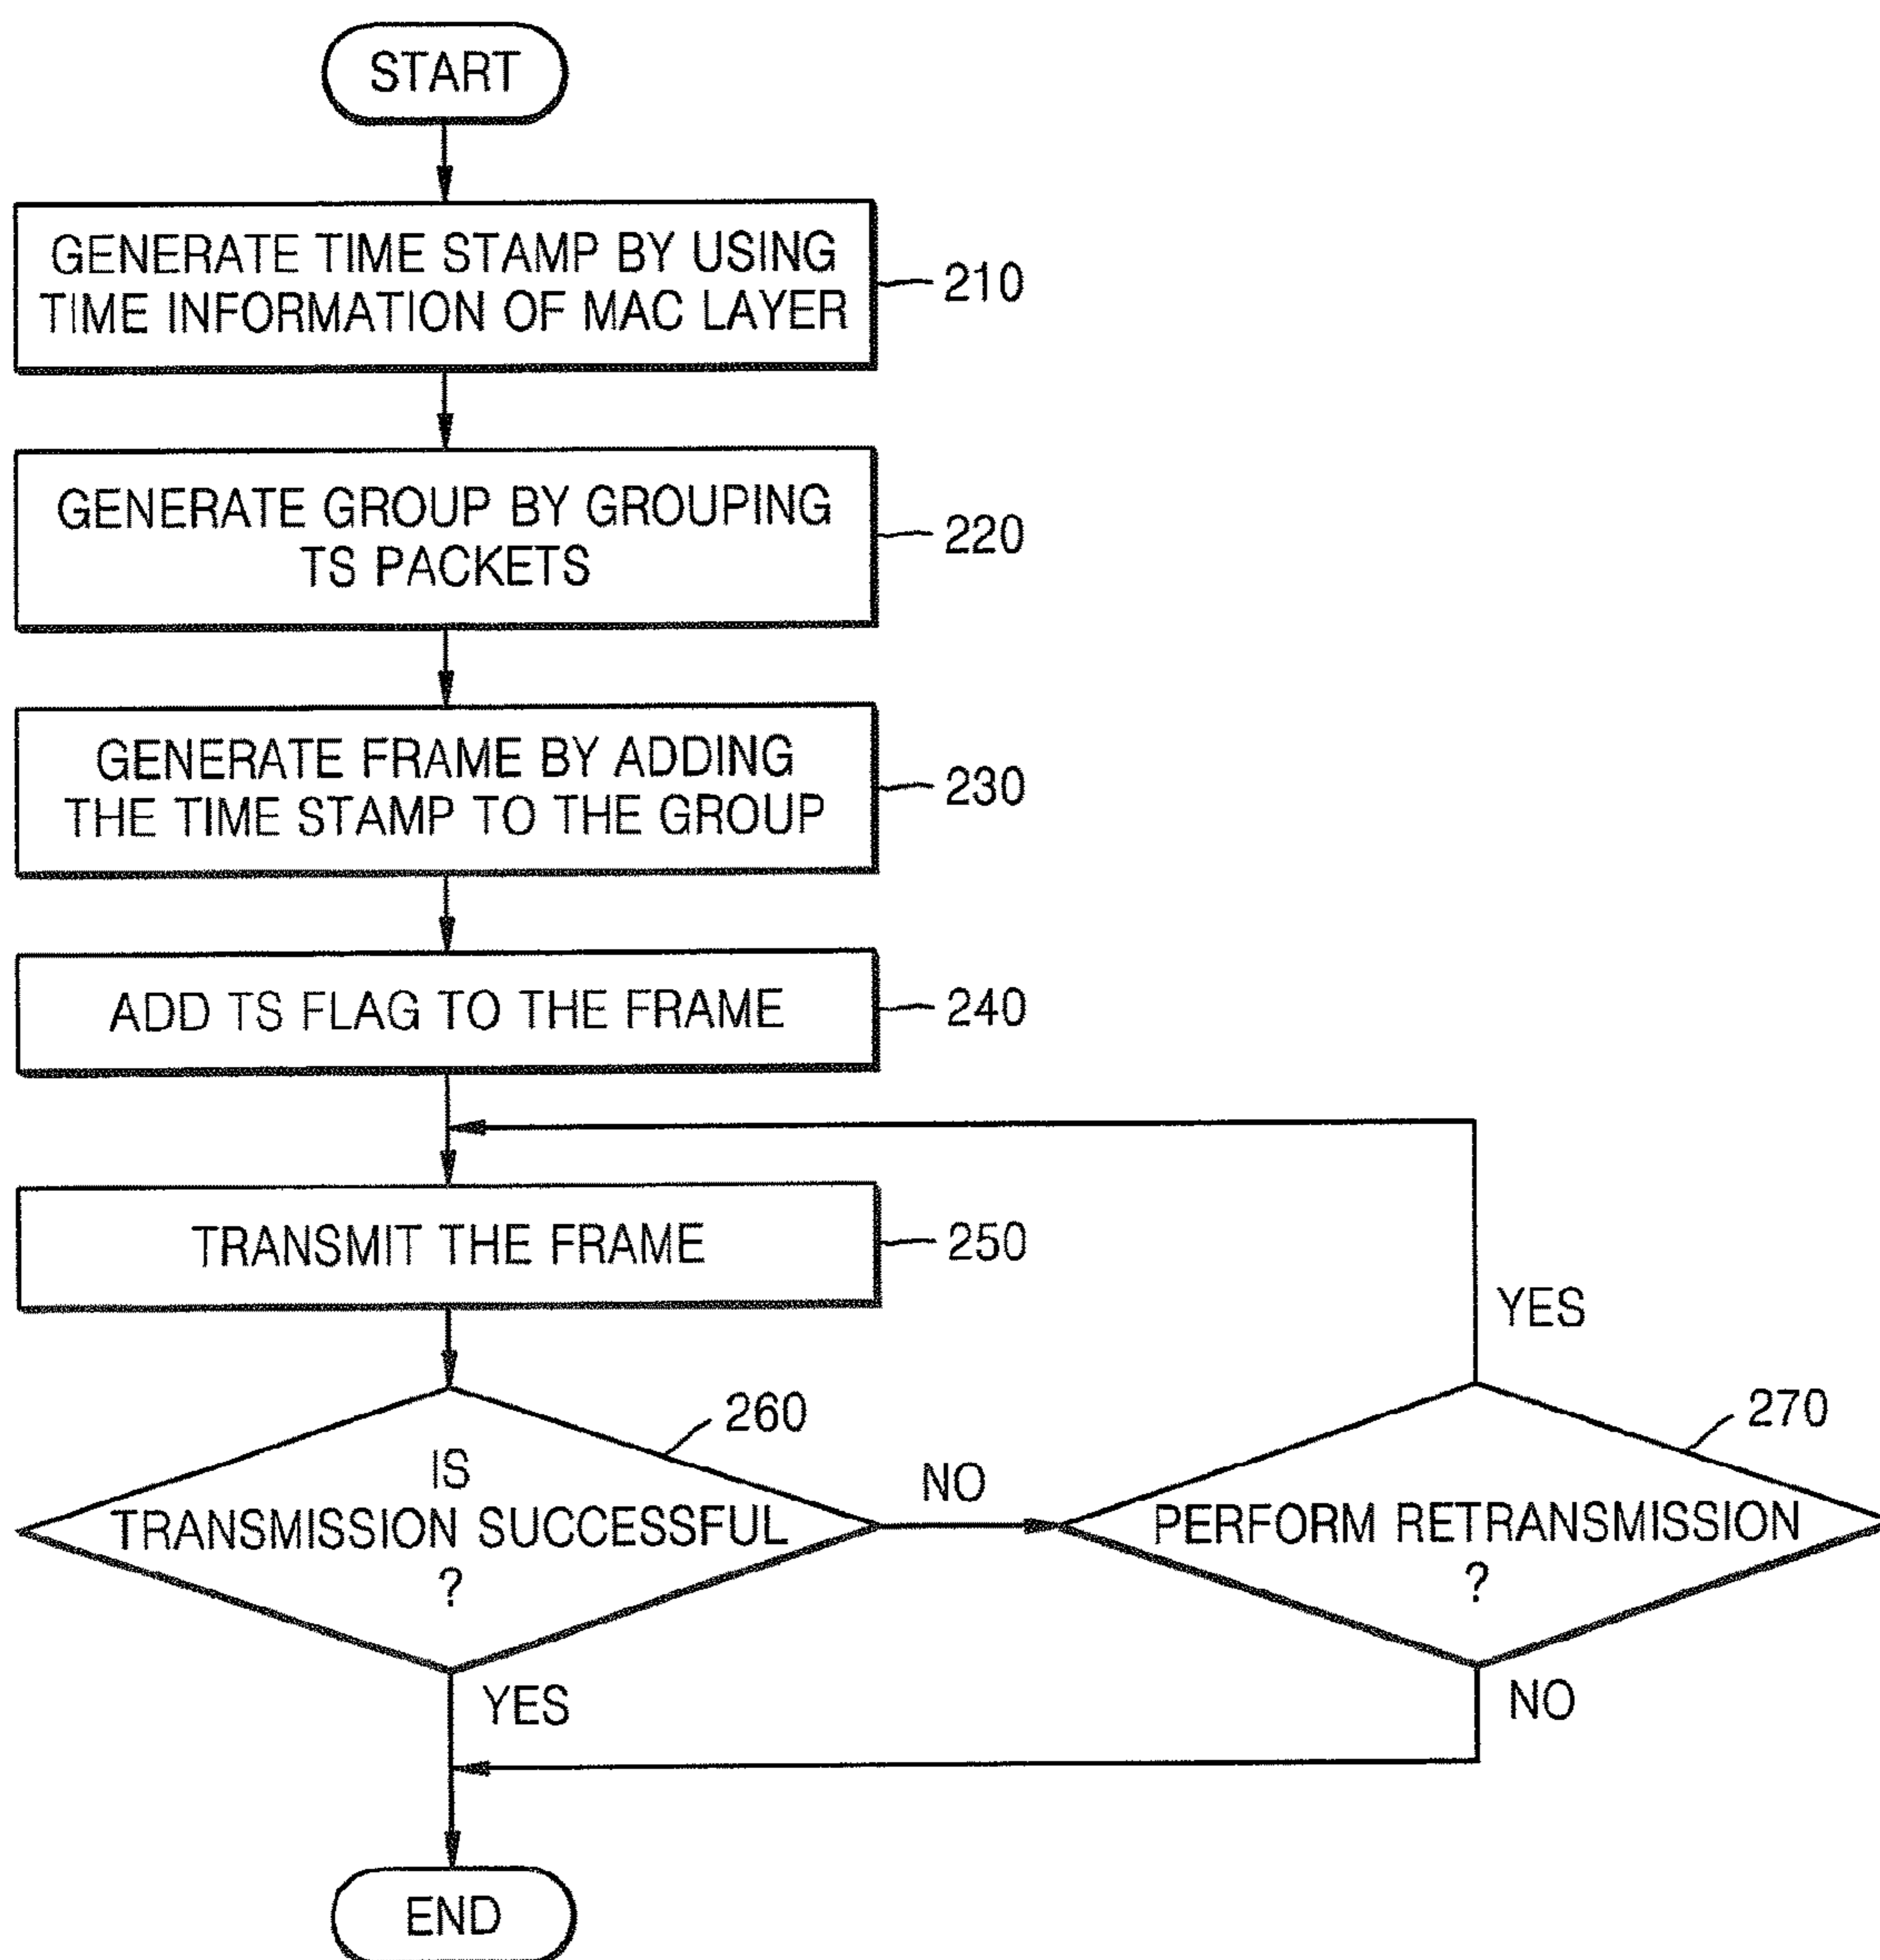 START
GENERATE TIME STAMP BY USING
TIME INFORMATION OF MAC LAYER
210
GENERATE GROUP BY GROUPING
TS PACKETS
220
GENERATE FRAME BY ADDING
THE TIME STAMP TO THE GROUP
230
ADD TS FLAG TO THE FRAME
240
TRANSMIT THE FRAME
250
YES
260
270
IS
TRANSMISSION SUCCESSFUL
?
NO
PERFORM RETRANSMISSION
?
YES
NO
END